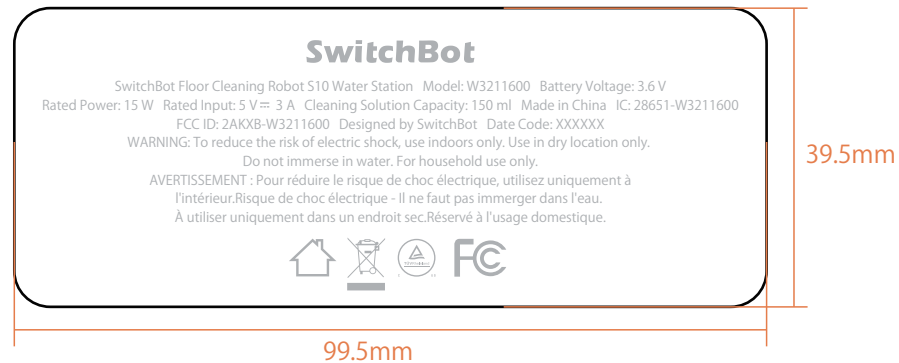 SwitchBot
SwitchBot Floor Cleaning Robot S10 Water Station Model: W3211600 Battery Voltage: 3.6 V
Rated Power: 15 W Rated Input: 5 V⎓ 3 A Cleaning Solution Capacity: 150 ml Made in China IC: 28651-W3211600
FCC ID: 2AKXB-W3211600 Designed by SwitchBot Date Code: XXXXXX
WARNING: To reduce the risk of electric shock, use indoors only. Use in dry location only.
Do not immerse in water. For household use only.
AVERTISSEMENT : Pour réduire le risque de choc électrique, utilisez uniquement à
l'intérieur.Risque de choc électrique - Il ne faut pas immerger dans l'eau.
À utiliser uniquement dans un endroit sec.Réservé à l'usage domestique.
FC
39.5mm
99.5mm